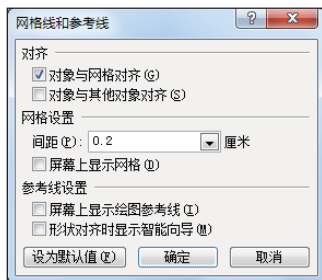 网格线和参考线
对齐
对象与网格对齐(G)
对象与其他对象对齐(S)
网格设置
间距(P): 0.2 厘米
屏幕上显示网格(D)
参考线设置
屏幕上显示绘图参考线(I)
形状对齐时显示智能向导(M)
设为默认值(F) 确定 取消